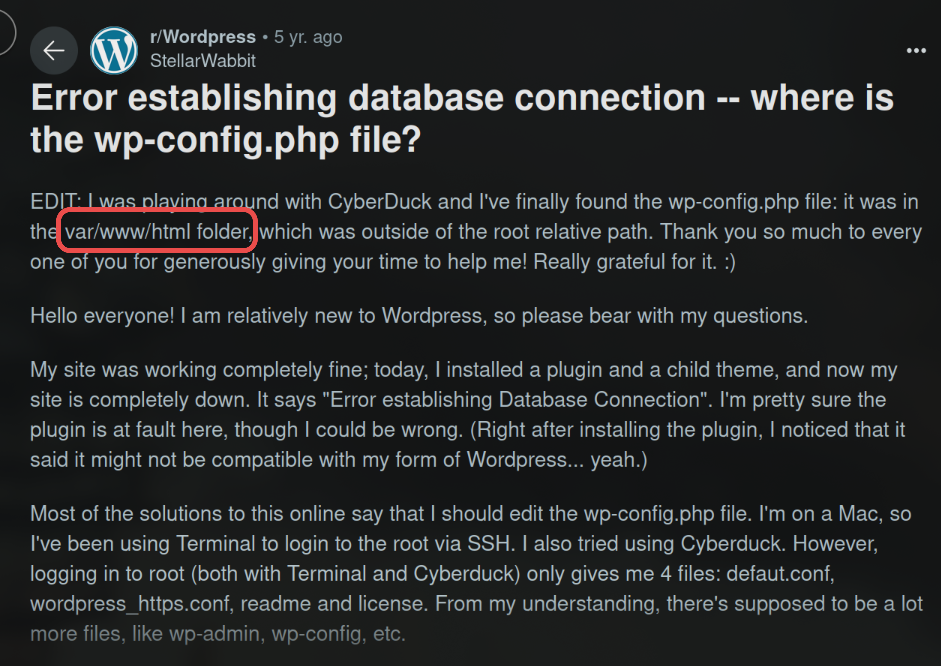 r/Wordpress • 5 yr. ago
StellarWabbit
Error establishing database connection -- where is
the wp-config.php file?
EDIT: I was playing around with CyberDuck and I've finally found the wp-config.php file: it was in
the var/www/html folder, which was outside of the root relative path. Thank you so much to every
one of you for generously giving your time to help me! Really grateful for it. :)
Hello everyone! I am relatively new to Wordpress, so please bear with my questions.
My site was working completely fine; today, I installed a plugin and a child theme, and now my
site is completely down. It says "Error establishing Database Connection". I'm pretty sure the
plugin is at fault here, though I could be wrong. (Right after installing the plugin, I noticed that it
said it might not be compatible with my form of Wordpress... yeah.)
Most of the solutions to this online say that I should edit the wp-config.php file. I'm on a Mac, so
I've been using Terminal to login to the root via SSH. I also tried using Cyberduck. However,
logging in to root (both with Terminal and Cyberduck) only gives me 4 files: defaut.conf,
wordpress_https.conf, readme and license. From my understanding, there's supposed to be a lot
more files, like wp-admin, wp-config, etc.